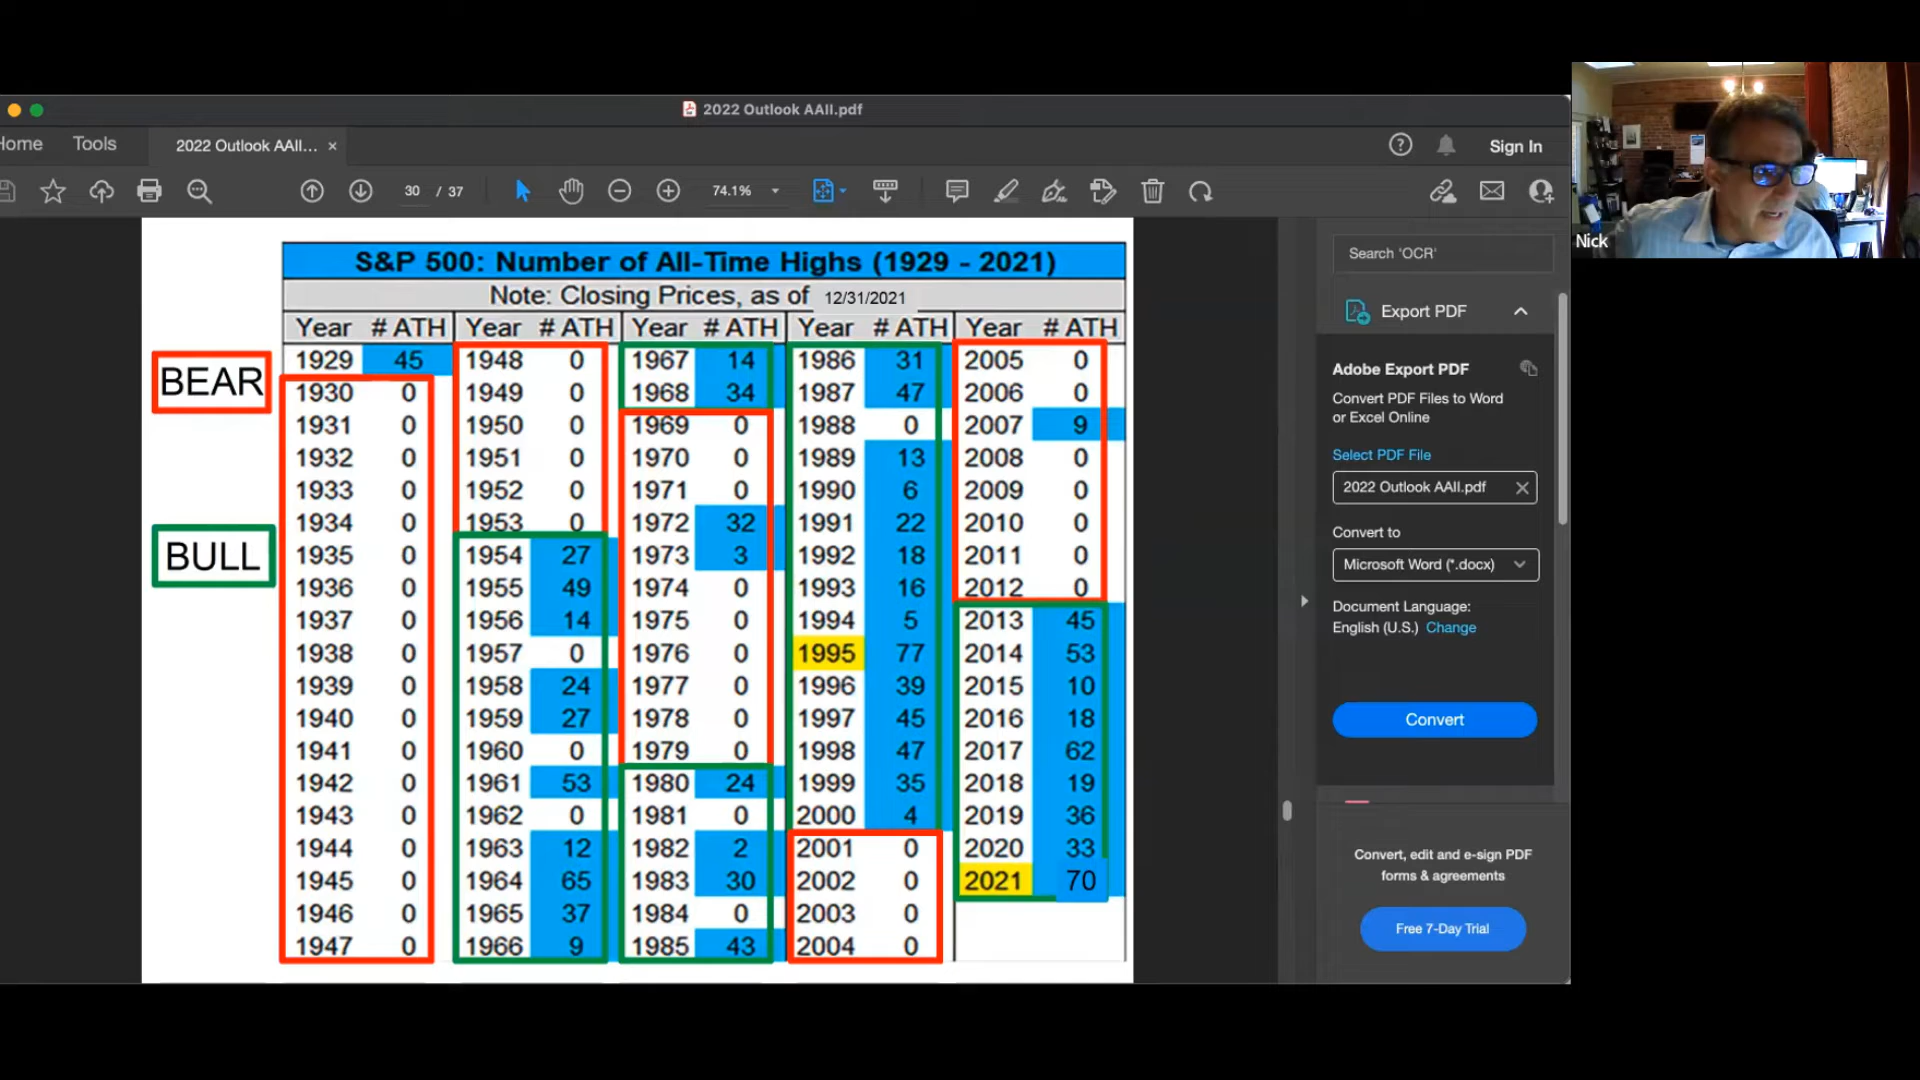 2022 Outlook AAII.pdf
Home Tools 2022 Outlook AAII... × Sign In
30 / 37 74.1%
S&P 500: Number of All-Time Highs (1929 - 2021)
Note: Closing Prices, as of 12/31/2021
Year # ATH Year # ATH Year # ATH Year # ATH Year # ATH
1929 45 1948 0 1967 14 1986 31 2005 0
1930 0 1949 0 1968 34 1987 47 2006 0
1931 0 1950 0 1969 0 1988 0 2007 9
1932 0 1951 0 1970 0 1989 13 2008 0
1933 0 1952 0 1971 0 1990 6 2009 0
1934 0 1953 0 1972 32 1991 22 2010 0
1935 0 1954 27 1973 3 1992 18 2011 0
1936 0 1955 49 1974 0 1993 16 2012 0
1937 0 1956 14 1975 0 1994 5 2013 45
1938 0 1957 0 1976 0 1995 77 2014 53
1939 0 1958 24 1977 0 1996 39 2015 10
1940 0 1959 27 1978 0 1997 45 2016 18
1941 0 1960 0 1979 0 1998 47 2017 62
1942 0 1961 53 1980 24 1999 35 2018 19
1943 0 1962 0 1981 0 2000 4 2019 36
1944 0 1963 12 1982 2 2001 0 2020 33
1945 0 1964 65 1983 30 2002 0 2021 70
1946 0 1965 37 1984 0 2003 0
1947 0 1966 9 1985 43 2004 0
BEAR
BULL
Search 'OCR'
Export PDF
Adobe Export PDF
Convert PDF Files to Word
or Excel Online
Select PDF File
2022 Outlook AAII.pdf
Convert to
Microsoft Word (*.docx)
Document Language:
English (U.S.) Change
Convert
Convert, edit and e-sign PDF
forms & agreements
Free 7-Day Trial
Nick